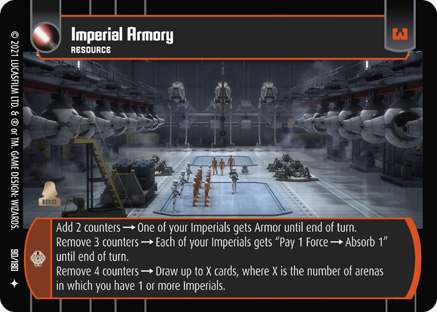 Imperial Armory
RESOURCE
© 2021 LUCASFILM LTD. & ® or TM. GAME DESIGN: WIZARDS.
IDC
Add 2 counters → One of your Imperials gets Armor until end of turn.
Remove 3 counters → Each of your Imperials gets “Pay 1 Force → Absorb 1”
until end of turn.
Remove 4 counters → Draw up to X cards, where X is the number of arenas
in which you have 1 or more Imperials.